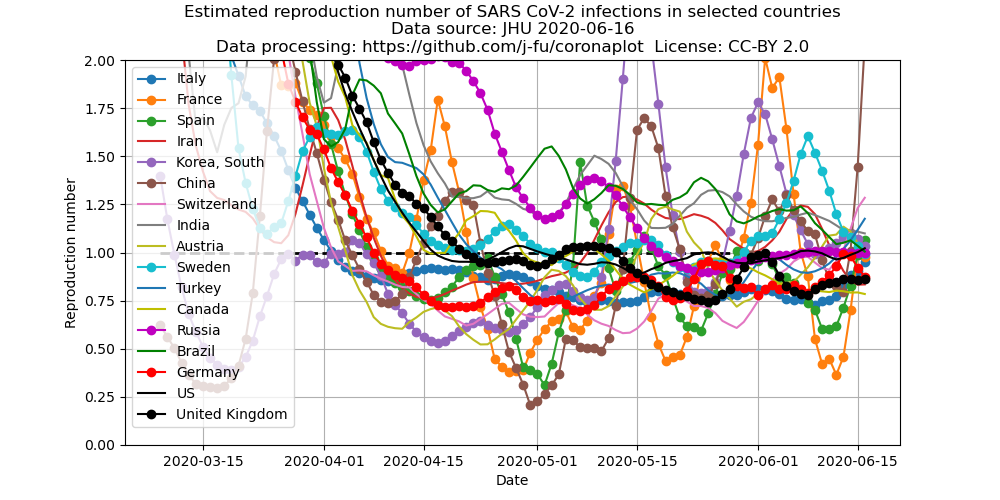 Estimated reproduction number of SARS CoV-2 infections in selected countries
Data source: JHU 2020-06-16
Data processing: https://github.com/j-fu/coronaplot  License: CC-BY 2.0
Reproduction number
2.00
1.75
1.50
1.25
1.00
0.75
0.50
0.25
0.00
Italy
France
Spain
Iran
Korea, South
China
Switzerland
India
Austria
Sweden
Turkey
Canada
Russia
Brazil
Germany
US
United Kingdom
2020-03-15
2020-04-01
2020-04-15
2020-05-01
2020-05-15
2020-06-01
2020-06-15
Date